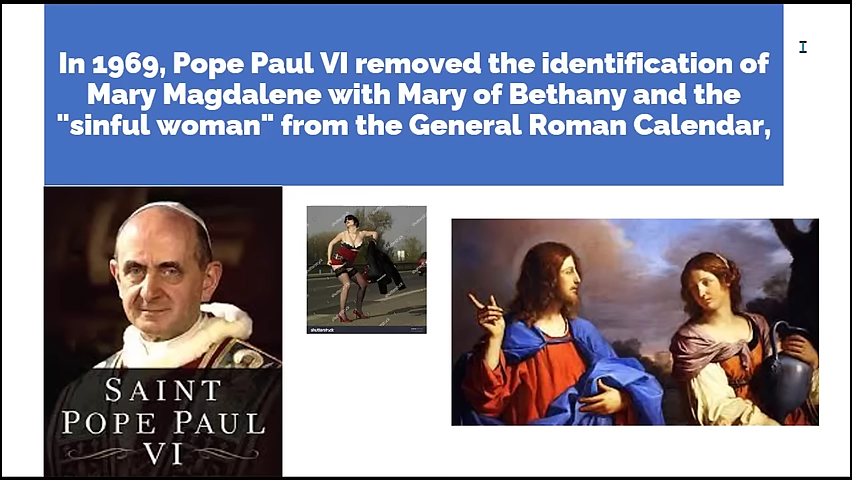 In 1969, Pope Paul VI removed the identification of
Mary Magdalene with Mary of Bethany and the
"sinful woman" from the General Roman Calendar,
SAINT
POPE PAUL
VI
shutterstock